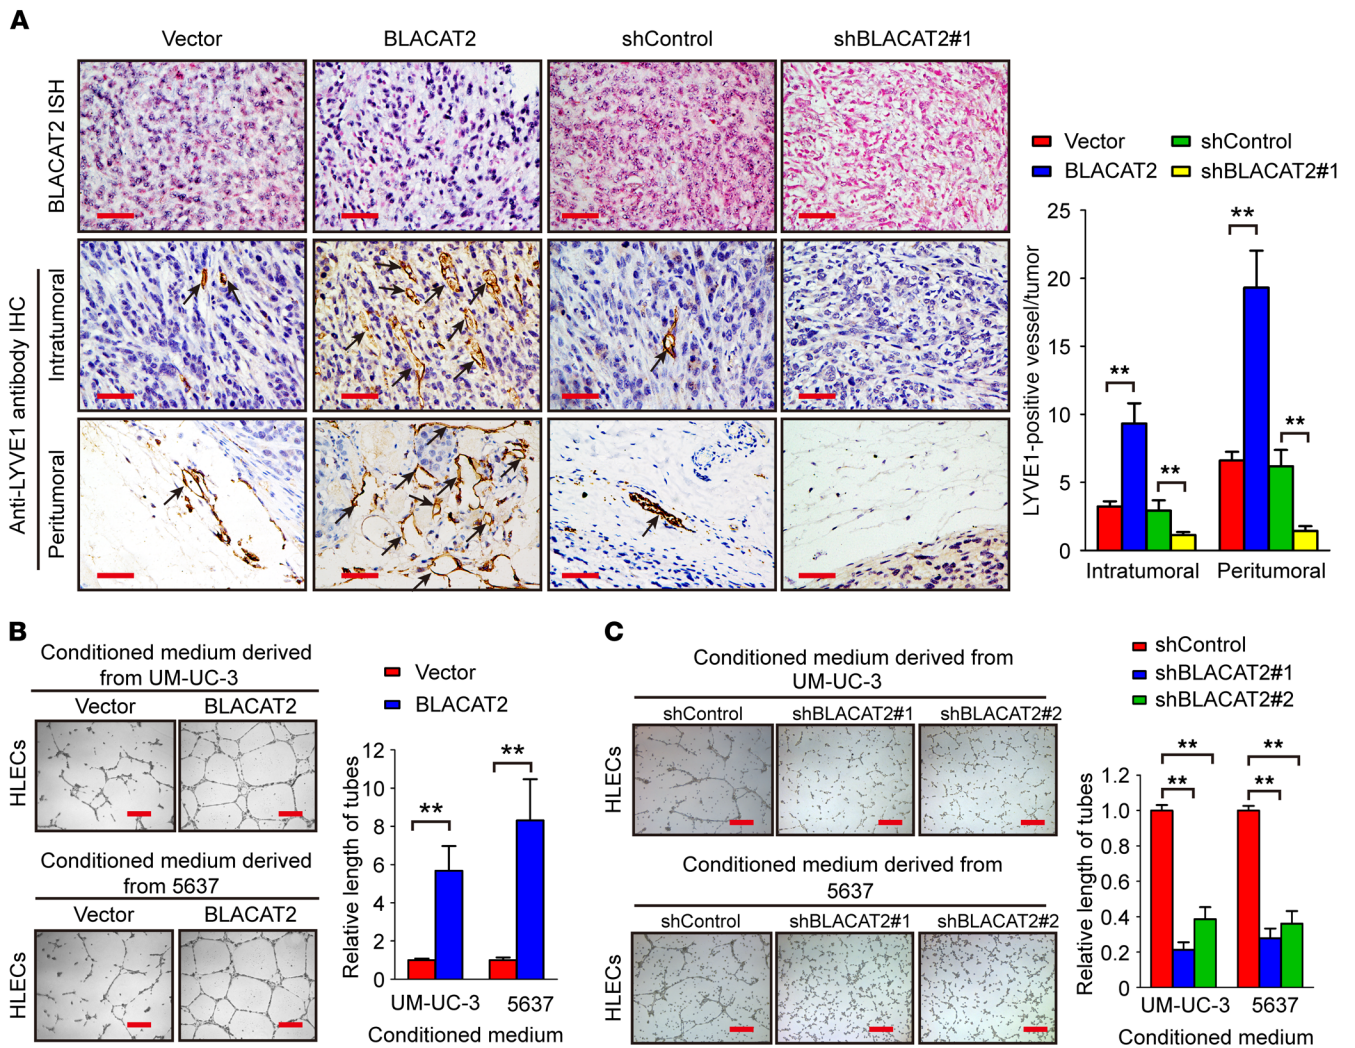 A
Vector
BLACAT2
shControl
shBLACAT2#1
BLACAT2 ISH
Anti-LYVE1 antibody IHC
Intratumoral
Peritumoral
Vector
shControl
BLACAT2
shBLACAT2#1
LYVE1-positive vessel/tumor
25
20
15
10
5
0
**
**
**
**
Intratumoral
Peritumoral
B
Conditioned medium derived
from UM-UC-3
Vector
BLACAT2
HLECs
Conditioned medium derived
from 5637
Vector
BLACAT2
HLECs
Vector
BLACAT2
Relative length of tubes
12
10
8
6
4
2
0
**
**
UM-UC-3
5637
Conditioned medium
C
Conditioned medium derived from
UM-UC-3
shControl
shBLACAT2#1
shBLACAT2#2
HLECs
Conditioned medium derived from
5637
shControl
shBLACAT2#1
shBLACAT2#2
HLECs
shControl
shBLACAT2#1
shBLACAT2#2
Relative length of tubes
1.2
1.0
0.8
0.6
0.4
0.2
0
**
**
**
**
UM-UC-3
5637
Conditioned medium